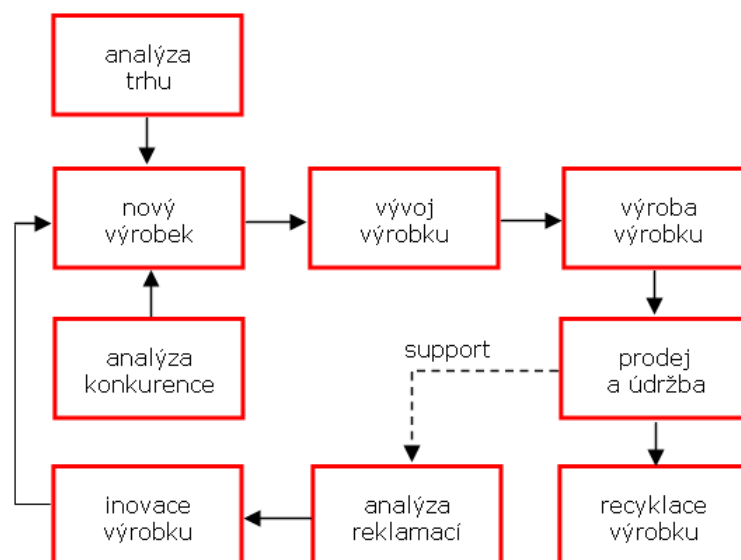 analýza
trhu
nový
výrobek
vývoj
výrobku
výroba
výrobku
analýza
konkurence
support
prodej
a údržba
inovace
výrobku
analýza
reklamací
recyklace
výrobku